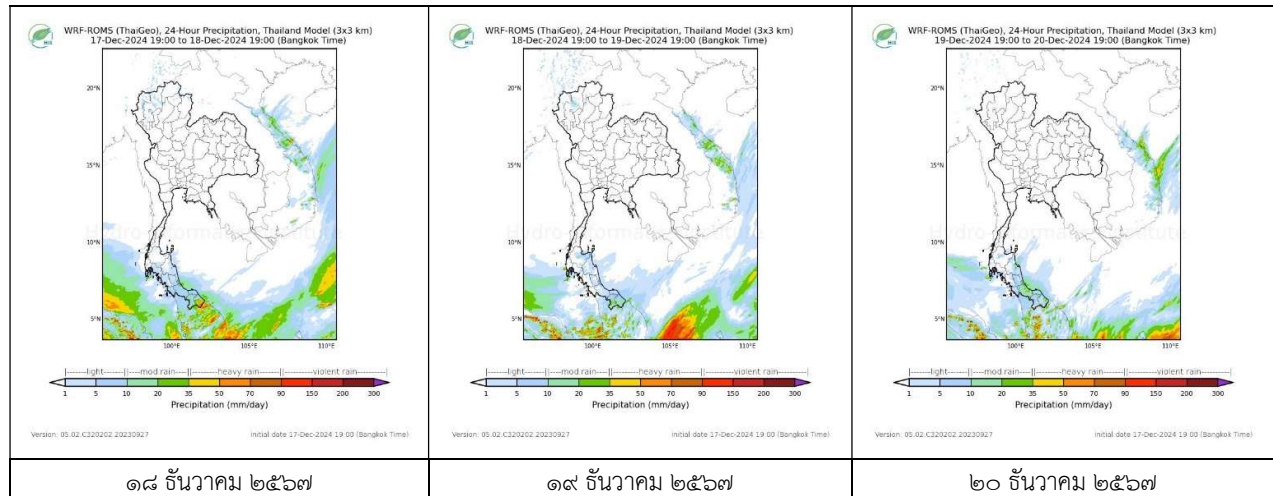 WRF-ROMS (ThaiGeo), 24-Hour Precipitation, Thailand Model (3x3 km)
17-Dec-2024 19:00 to 18-Dec-2024 19:00 (Bangkok Time)
20°N
15°N
10°N
5°N
100°E 105°E 110°E
|--------light--------||----mod rain----||---------heavy rain---------||---------violent rain---------|
1 5 10 20 35 50 70 90 150 200 300
Precipitation (mm/day)
Version: 05.02.C320202.20230927 initial date 17-Dec-2024 19:00 (Bangkok Time)
๑๘ ธันวาคม ๒๕๖๗
WRF-ROMS (ThaiGeo), 24-Hour Precipitation, Thailand Model (3x3 km)
18-Dec-2024 19:00 to 19-Dec-2024 19:00 (Bangkok Time)
20°N
15°N
10°N
5°N
100°E 105°E 110°E
|--------light--------||----mod rain----||---------heavy rain---------||---------violent rain---------|
1 5 10 20 35 50 70 90 150 200 300
Precipitation (mm/day)
Version: 05.02.C320202.20230927 initial date 17-Dec-2024 19:00 (Bangkok Time)
๑๙ ธันวาคม ๒๕๖๗
WRF-ROMS (ThaiGeo), 24-Hour Precipitation, Thailand Model (3x3 km)
19-Dec-2024 19:00 to 20-Dec-2024 19:00 (Bangkok Time)
20°N
15°N
10°N
5°N
100°E 105°E 110°E
|--------light--------||----mod rain----||---------heavy rain---------||---------violent rain---------|
1 5 10 20 35 50 70 90 150 200 300
Precipitation (mm/day)
Version: 05.02.C320202.20230927 initial date 17-Dec-2024 19:00 (Bangkok Time)
๒๐ ธันวาคม ๒๕๖๗